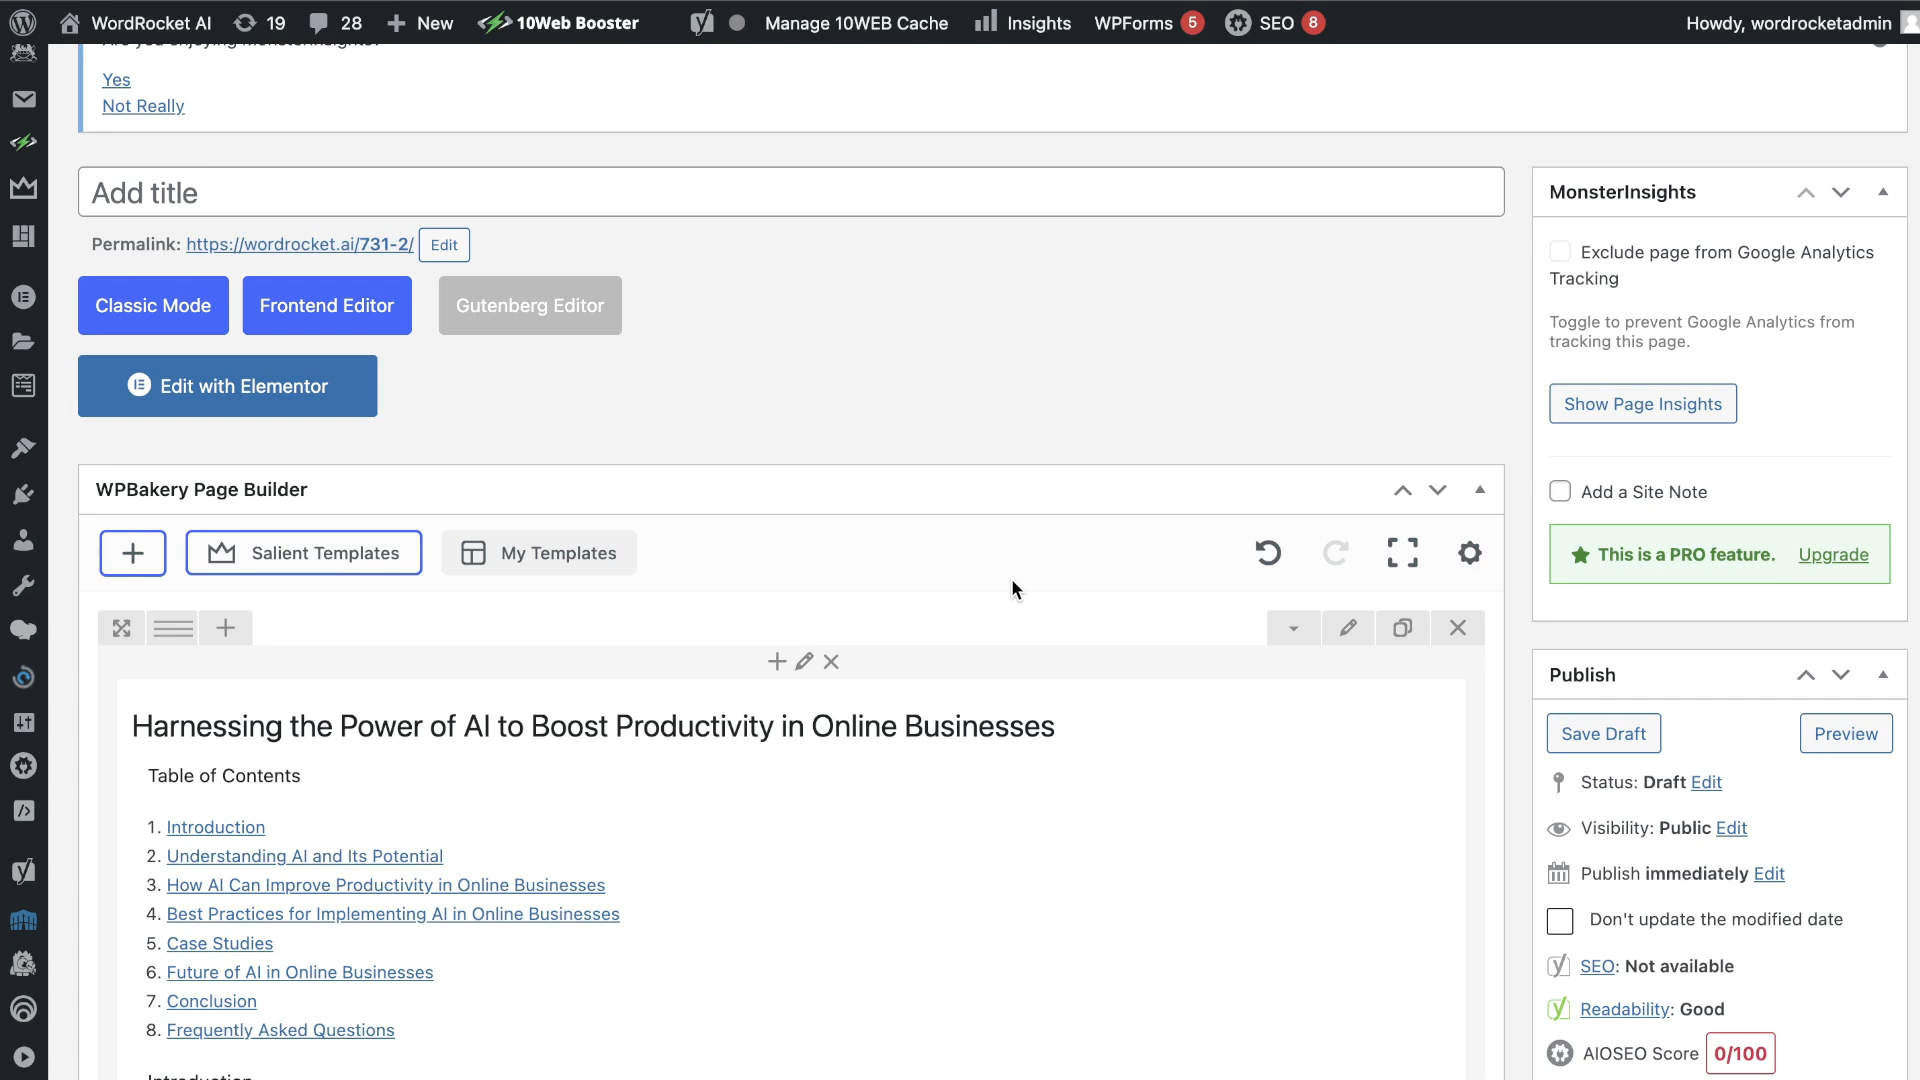 WordRocket AI 19 28 New 10Web Booster Manage 10WEB Cache Insights WPForms 5 SEO 8 Howdy, wordrocketadmin
Are you enjoying MonsterInsights?
Yes
Not Really
Add title
Permalink: https://wordrocket.ai/731-2/ Edit
Classic Mode Frontend Editor Gutenberg Editor
Edit with Elementor
WPBakery Page Builder
Salient Templates My Templates
Harnessing the Power of AI to Boost Productivity in Online Businesses
Table of Contents
1. Introduction
2. Understanding AI and Its Potential
3. How AI Can Improve Productivity in Online Businesses
4. Best Practices for Implementing AI in Online Businesses
5. Case Studies
6. Future of AI in Online Businesses
7. Conclusion
8. Frequently Asked Questions
Introduction
MonsterInsights
Exclude page from Google Analytics
Tracking
Toggle to prevent Google Analytics from
tracking this page.
Show Page Insights
Add a Site Note
This is a PRO feature. Upgrade
Publish
Save Draft Preview
Status: Draft Edit
Visibility: Public Edit
Publish immediately Edit
Don't update the modified date
SEO: Not available
Readability: Good
AIOSEO Score 0/100